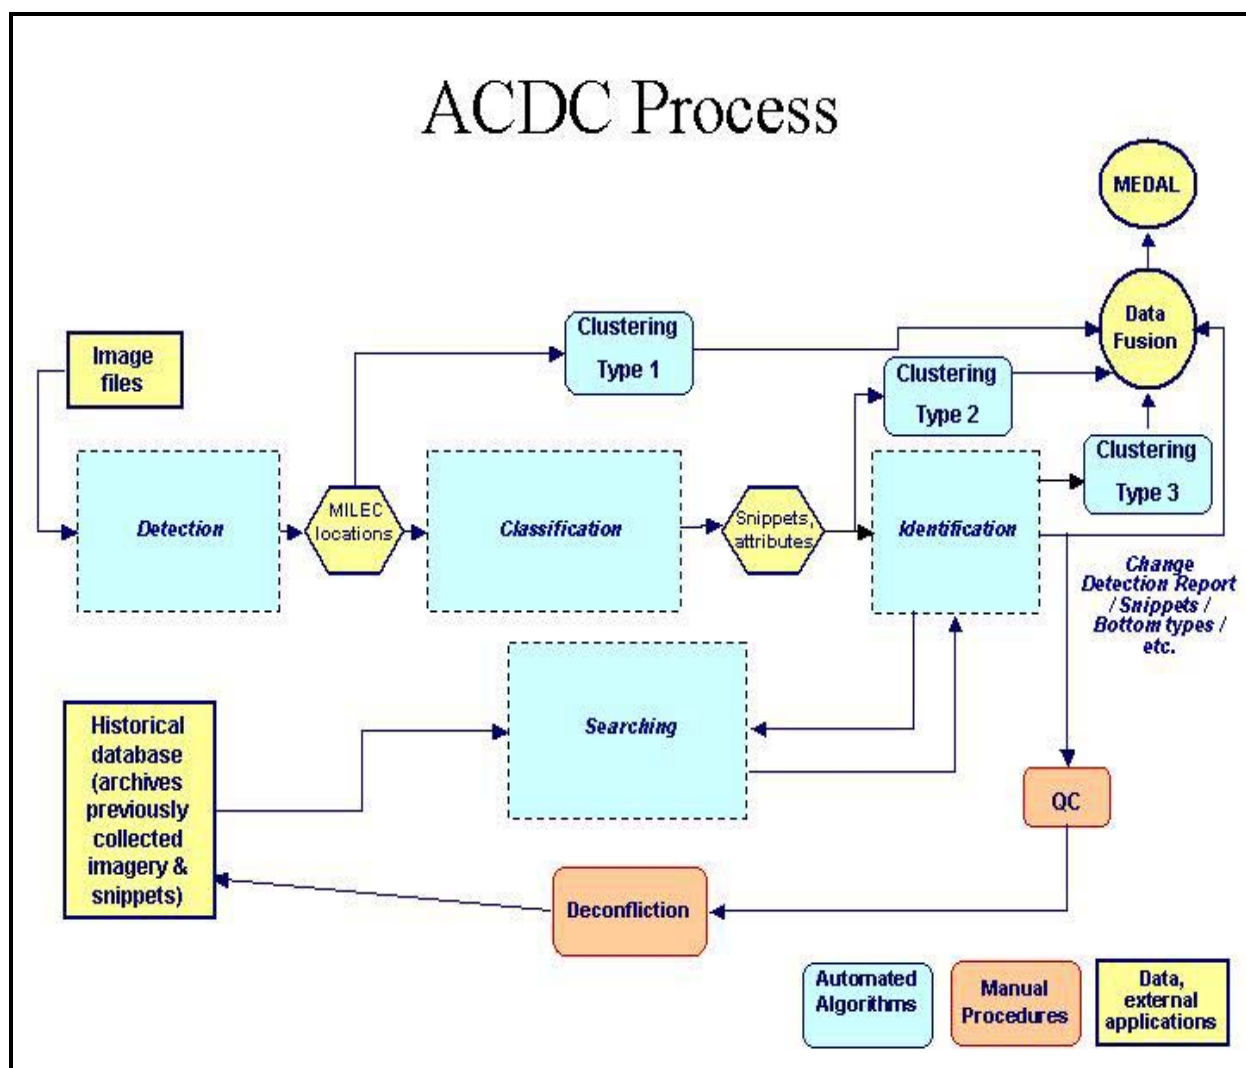 ACDC Process
MEDAL
Data
Fusion
Clustering
Type 1
Image
files
Clustering
Type 2
Clustering
Type 3
Detection
MILEC
locations
Classification
Snippets,
attributes
Identification
Change
Detection Report
/ Snippets /
Bottom types /
etc.
Searching
Historical
database
(archives
previously
collected
imagery &
snippets)
QC
Deconfliction
Automated
Algorithms
Manual
Procedures
Data,
external
applications